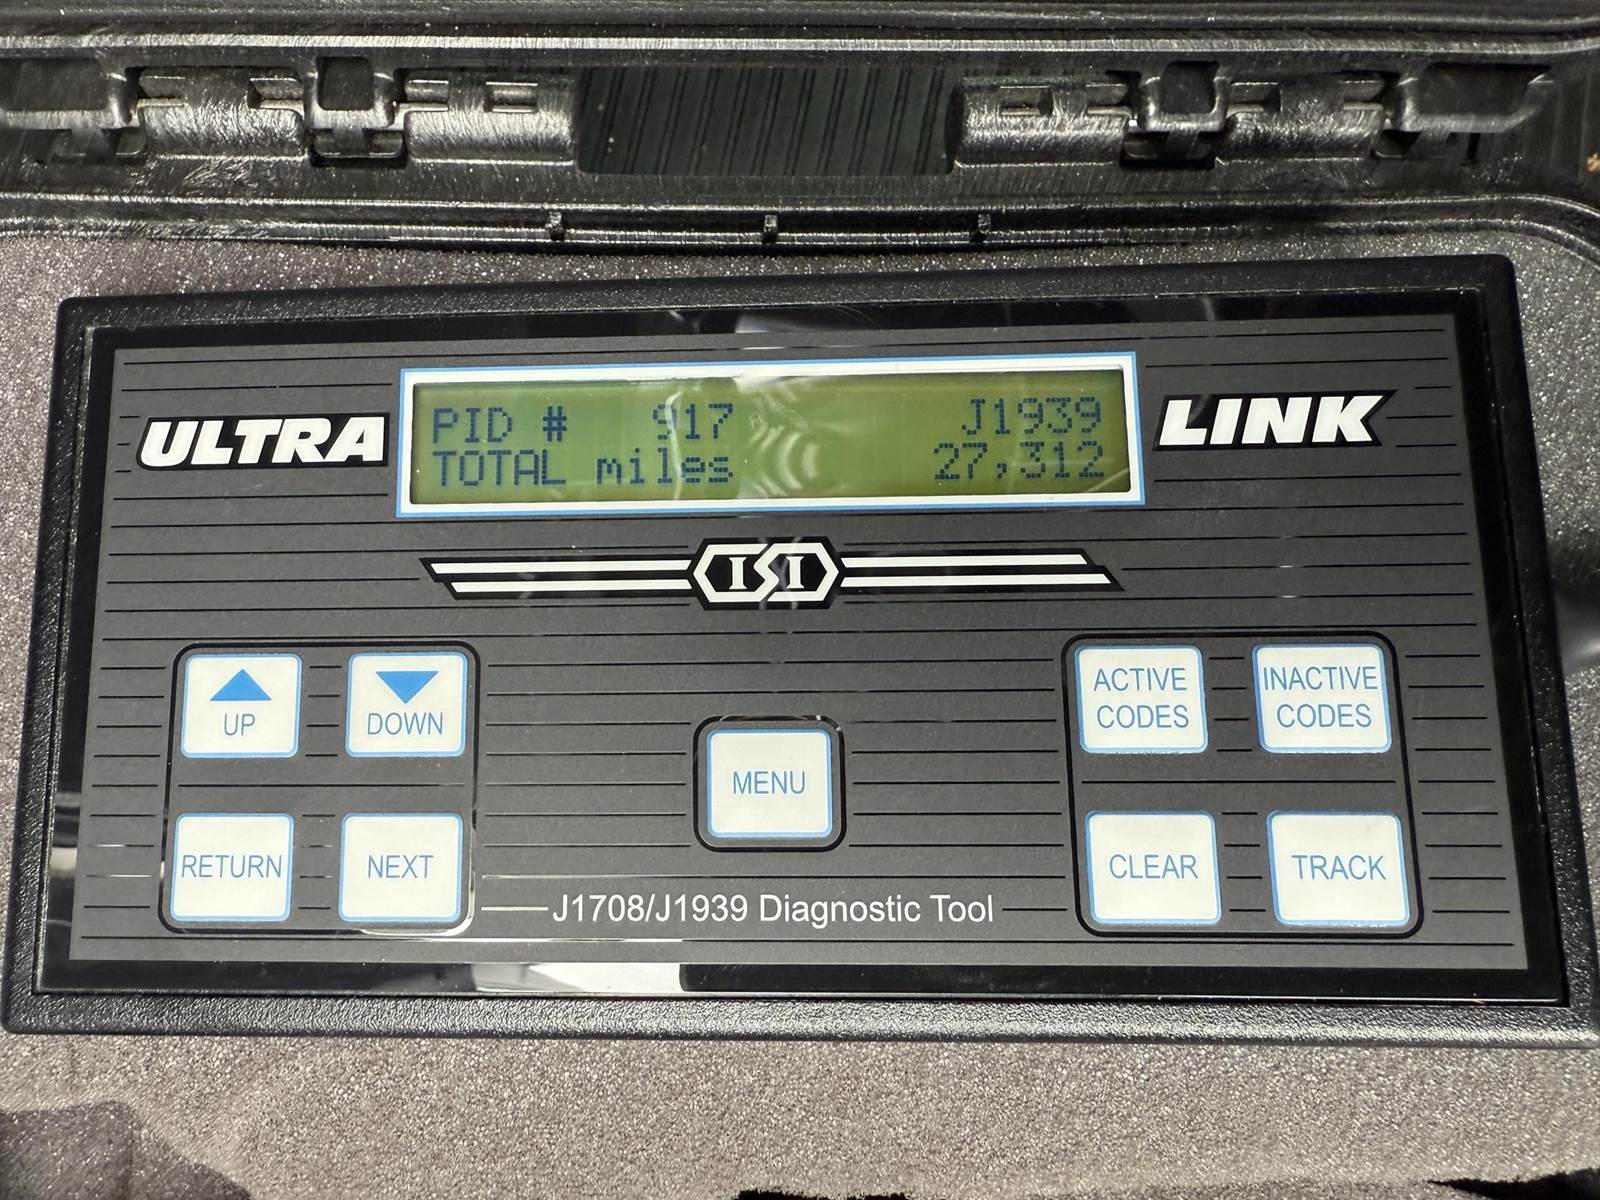 ULTRA
PID # 917 J1939
TOTAL miles 27,312
LINK
ISI
UP
DOWN
ACTIVE
CODES
INACTIVE
CODES
MENU
RETURN
NEXT
CLEAR
TRACK
J1708/J1939 Diagnostic Tool